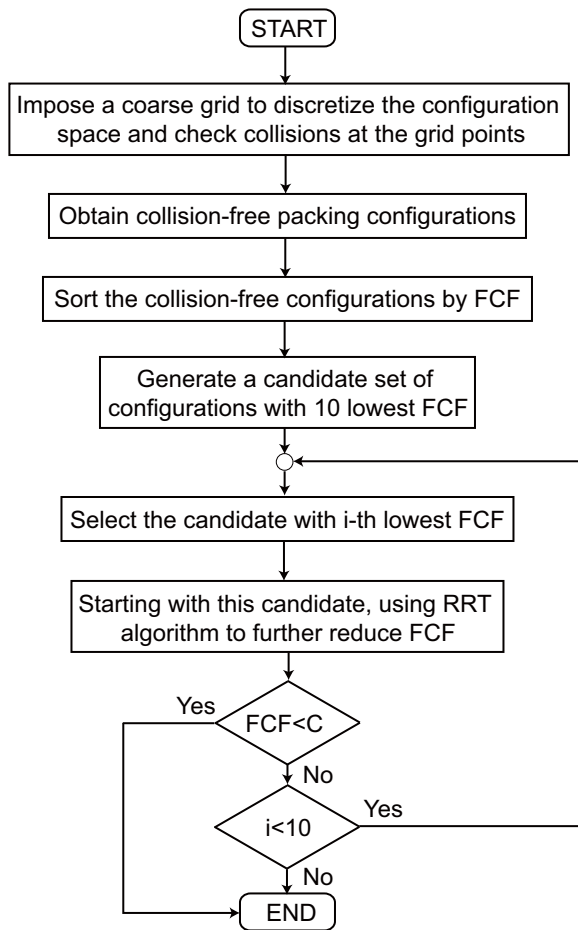 START
Impose a coarse grid to discretize the configuration
space and check collisions at the grid points
Obtain collision-free packing configurations
Sort the collision-free configurations by FCF
Generate a candidate set of
configurations with 10 lowest FCF
Select the candidate with i-th lowest FCF
Starting with this candidate, using RRT
algorithm to further reduce FCF
Yes
FCF<C
No
i<10
Yes
No
END